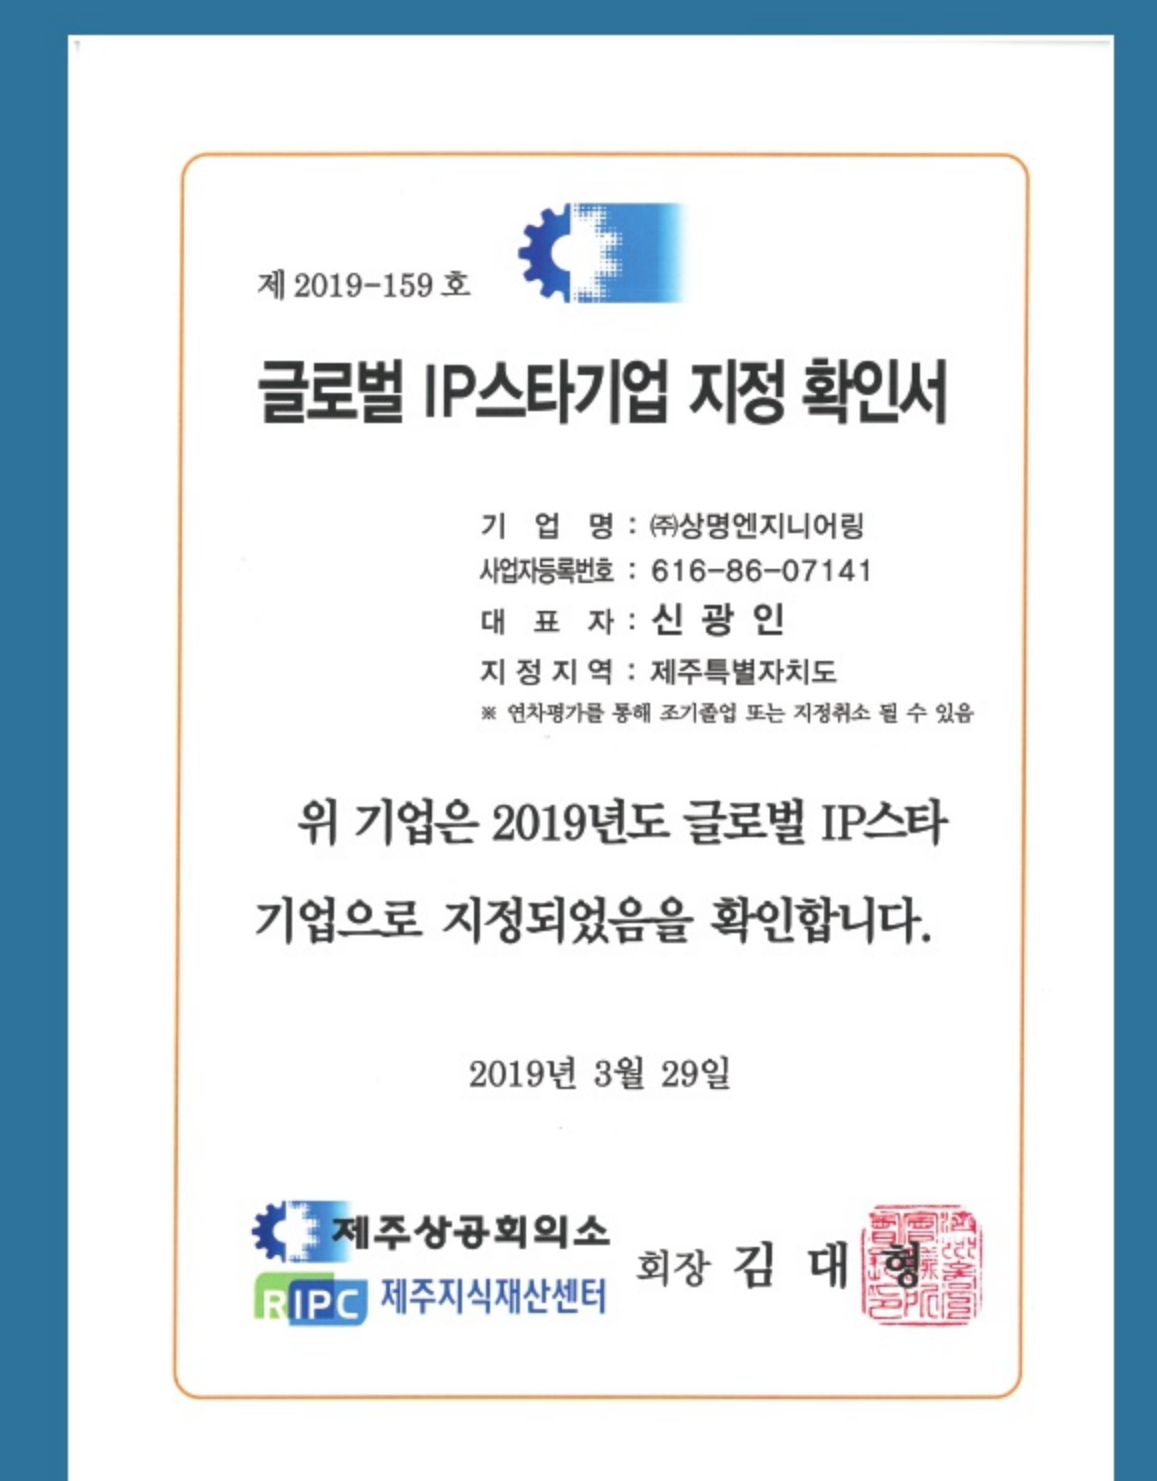 제 2019-159 호
글로벌 IP스타기업 지정 확인서
기 업 명 : ㈜상명엔지니어링
사업자등록번호 : 616-86-07141
대 표 자 : 신 광 인
지 정 지 역 : 제주특별자치도
※ 연차평가를 통해 조기졸업 또는 지정취소 될 수 있음
위 기업은 2019년도 글로벌 IP스타
기업으로 지정되었음을 확인합니다.
2019년 3월 29일
제주상공회의소
RIPC 제주지식재산센터
회장 김 대 형